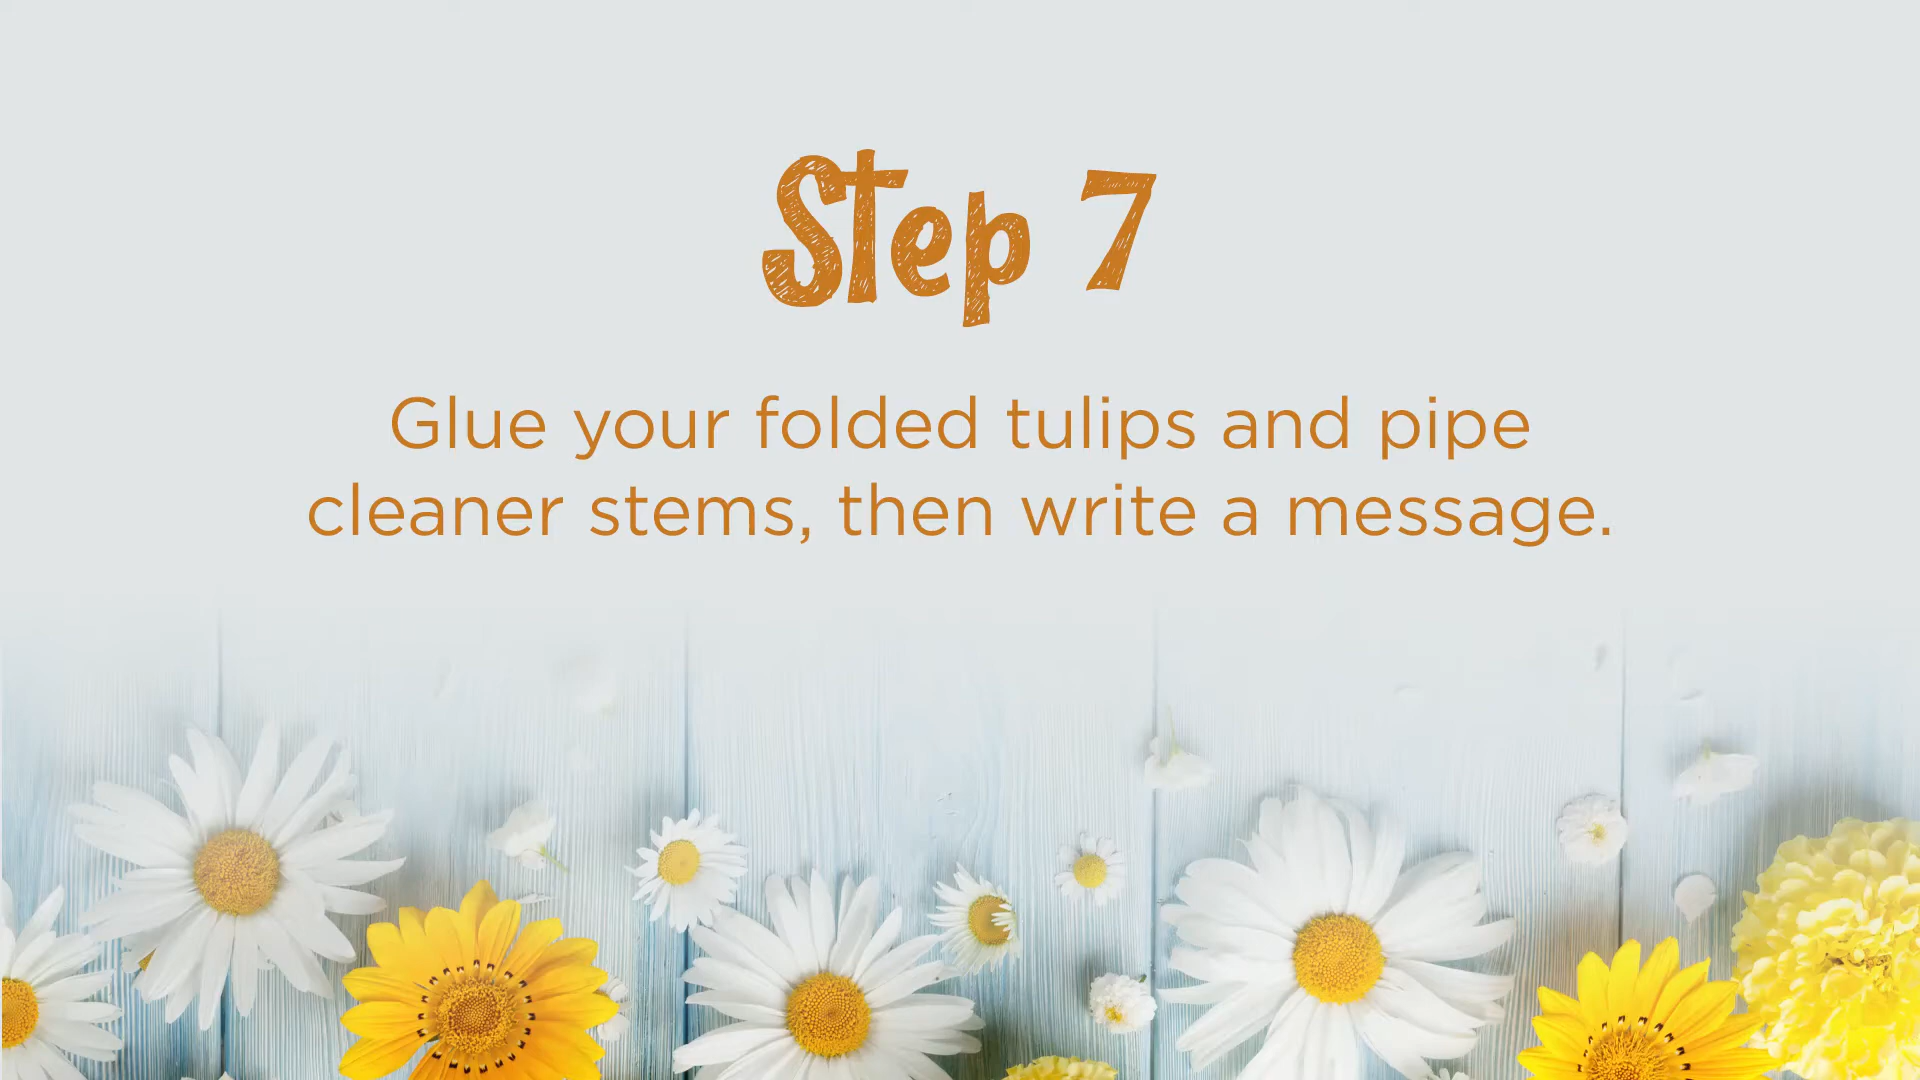 Step 7
Glue your folded tulips and pipe
cleaner stems, then write a message.